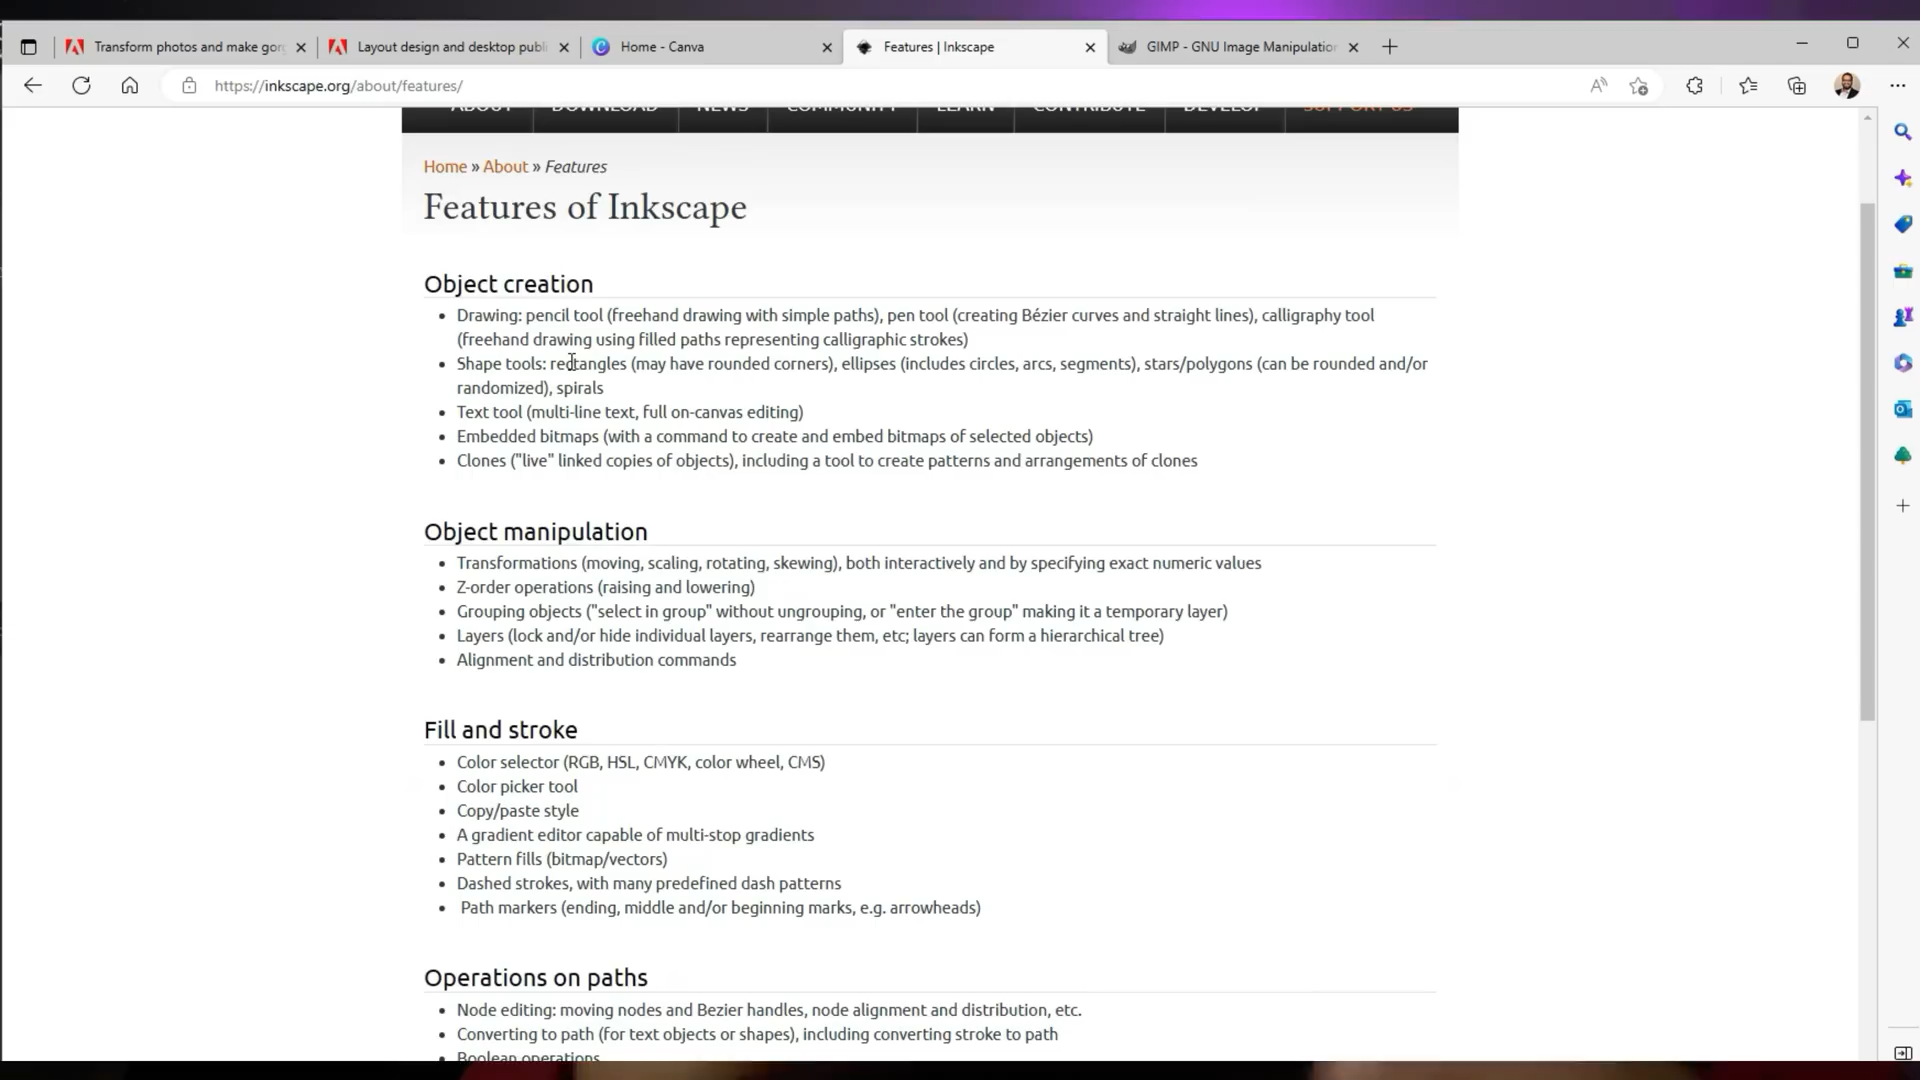 Transform photos and make gor
Layout design and desktop publi
Home - Canva
Features | Inkscape
GIMP - GNU Image Manipulation
https://inkscape.org/about/features/
ABOUT DOWNLOAD NEWS COMMUNITY LEARN CONTRIBUTE DEVELOP SUPPORT US
Home » About » Features
Features of Inkscape
Object creation
• Drawing: pencil tool (freehand drawing with simple paths), pen tool (creating Bézier curves and straight lines), calligraphy tool
(freehand drawing using filled paths representing calligraphic strokes)
• Shape tools: rectangles (may have rounded corners), ellipses (includes circles, arcs, segments), stars/polygons (can be rounded and/or
randomized), spirals
• Text tool (multi-line text, full on-canvas editing)
• Embedded bitmaps (with a command to create and embed bitmaps of selected objects)
• Clones ("live" linked copies of objects), including a tool to create patterns and arrangements of clones
Object manipulation
• Transformations (moving, scaling, rotating, skewing), both interactively and by specifying exact numeric values
• Z-order operations (raising and lowering)
• Grouping objects ("select in group" without ungrouping, or "enter the group" making it a temporary layer)
• Layers (lock and/or hide individual layers, rearrange them, etc; layers can form a hierarchical tree)
• Alignment and distribution commands
Fill and stroke
• Color selector (RGB, HSL, CMYK, color wheel, CMS)
• Color picker tool
• Copy/paste style
• A gradient editor capable of multi-stop gradients
• Pattern fills (bitmap/vectors)
• Dashed strokes, with many predefined dash patterns
• Path markers (ending, middle and/or beginning marks, e.g. arrowheads)
Operations on paths
• Node editing: moving nodes and Bezier handles, node alignment and distribution, etc.
• Converting to path (for text objects or shapes), including converting stroke to path
• Boolean operations